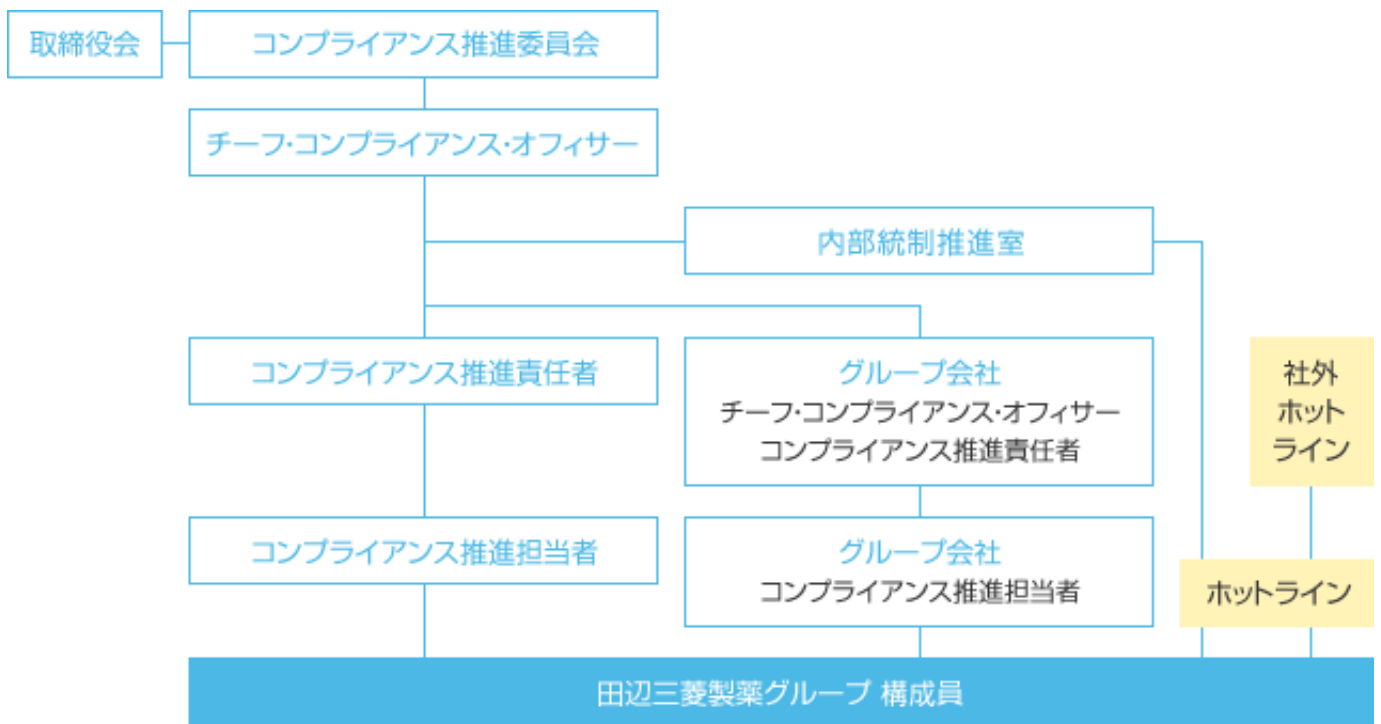 取締役会
コンプライアンス推進委員会
チーフ・コンプライアンス・オフィサー
内部統制推進室
コンプライアンス推進責任者
グループ会社
チーフ・コンプライアンス・オフィサー
コンプライアンス推進責任者
社外
ホット
ライン
コンプライアンス推進担当者
グループ会社
コンプライアンス推進担当者
ホットライン
田辺三菱製薬グループ 構成員